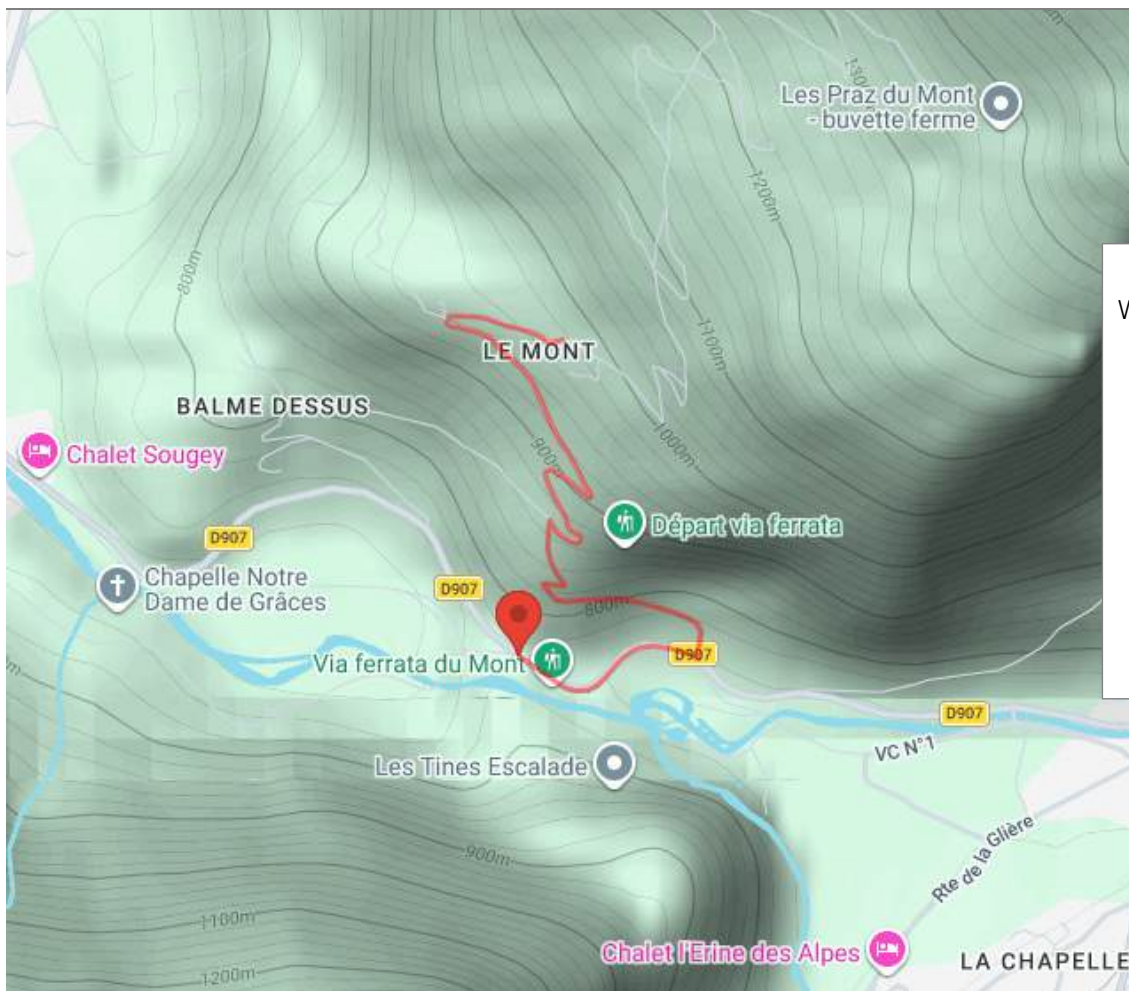 Les Praz du Mont
- buvette ferme
1200m
800m
1100m
LE MONT
BALME DESSUS
900m
1000m
Chalet Sougey
Départ via ferrata
D907
D907
Chapelle Notre
Dame de Grâces
800m
Via ferrata du Mont
D907
D907
VC N°1
Les Tines Escalade
Rte de la Glière
900m
1100m
Chalet l'Erine des Alpes
LA CHAPELLE
1200m